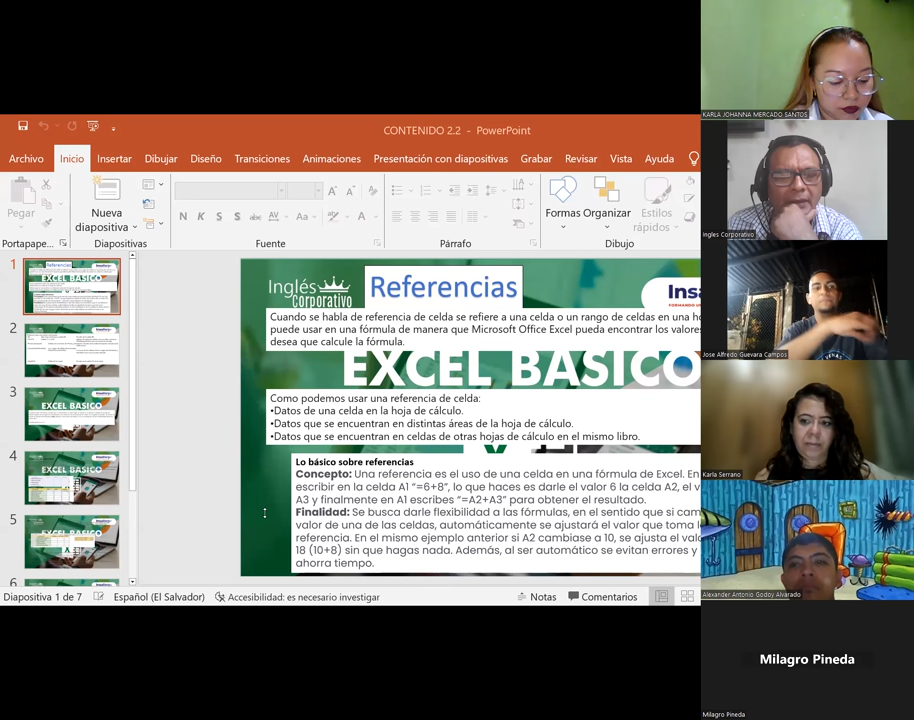 CONTENIDO 2.2 - PowerPoint
Archivo Inicio Insertar Dibujar Diseño Transiciones Animaciones Presentación con diapositivas Grabar Revisar Vista Ayuda
Pegar
Nueva diapositiva
Formas Organizar Estilos rápidos
Portapape... Diapositivas Fuente Párrafo Dibujo
1
2
3
4
5
6
Inglés Corporativo
Referencias
Insa
Cuando se habla de referencia de celda se refiere a una celda o un rango de celdas en una ho
puede usar en una fórmula de manera que Microsoft Office Excel pueda encontrar los valores
desea que calcule la fórmula.
EXCEL BASICO
Como podemos usar una referencia de celda:
•Datos de una celda en la hoja de cálculo.
•Datos que se encuentran en distintas áreas de la hoja de cálculo.
•Datos que se encuentran en celdas de otras hojas de cálculo en el mismo libro.
Lo básico sobre referencias
Concepto: Una referencia es el uso de una celda en una fórmula de Excel. En
escribir en la celda A1 “=6+8”, lo que haces es darle valor 6 la celda A2, el v
A3 y finalmente en A1 escribes “=A2+A3” para obtener el resultado.
Finalidad: Se busca darle flexibilidad a las fórmulas, en el sentido que si cam
valor de una de las celdas, automáticamente se ajustará el valor que toma l
referencia. En el mismo ejemplo anterior si A2 cambiase a 10, se ajusta el valo
18 (10+8) sin que hagas nada. Además, al ser automático se evitan errores y
ahorra tiempo.
Diapositiva 1 de 7 Español (El Salvador) Accesibilidad: es necesario investigar Notas Comentarios
KARLA JOHANNA MERCADO SANTOS
Ingles Corporativo
Jose Alfredo Guevara Campos
Karla Serrano
Alexander Antonio Godoy Alvarado
Milagro Pineda
Milagro Pineda